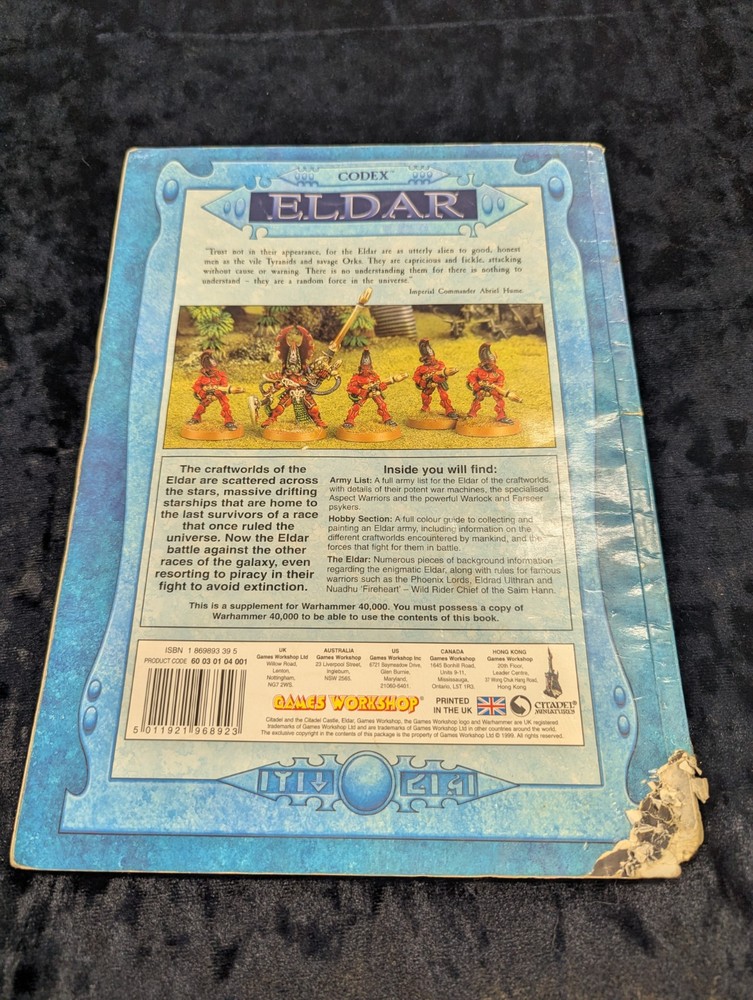 CODEX™
ELDAR
"Trust not in their appearance, for the Eldar are as utterly alien to good, honest
men as the vile Tyranids and savage Orks. They are capricious and fickle, attacking
without cause or warning. There is no understanding them for there is nothing to
understand – they are a random force in the universe."
Imperial Commander Abriel Hume
The craftworlds of the
Eldar are scattered across
the stars, massive drifting
starships that are home to
the last survivors of a race
that once ruled the
universe. Now the Eldar
battle against the other
races of the galaxy, even
resorting to piracy in their
fight to avoid extinction.
Inside you will find:
Army List: A full army list for the Eldar of the craftworlds,
with details of their potent war machines, the specialised
Aspect Warriors and the powerful Warlock and Farseer
psykers.
Hobby Section: A full colour guide to collecting and
painting an Eldar army, including information on the
different craftworlds encountered by mankind, and the
forces that fight for them in battle.
The Eldar: Numerous pieces of background information
regarding the enigmatic Eldar, along with rules for famous
warriors such as the Phoenix Lords, Eldrad Ulthran and
Nuadhu 'Fireheart' – Wild Rider Chief of the Saim Hann.
This is a supplement for Warhammer 40,000. You must possess a copy of
Warhammer 40,000 to be able to use the contents of this book.
ISBN 1 869893 39 5
PRODUCT CODE 60 03 01 04 001
5 011921 968923
UK
Games Workshop Ltd
Willow Road,
Lenton,
Nottingham,
NG7 2WS
AUSTRALIA
Games Workshop
23 Liverpool Street,
Ingleburn,
NSW 2565
US
Games Workshop
6721 Baymeadow Drive,
Glen Burnie,
Maryland,
21060-6401
CANADA
Games Workshop
1645 Bonhill Road,
Units 9-11,
Mississauga,
Ontario, L5T 1R3
HONG KONG
Games Workshop
20th Floor,
Leader Centre,
37 Wong Chuk Hang Road,
Hong Kong
GAMES WORKSHOP®
PRINTED
IN THE UK
CITADEL®
MINIATURES
Citadel and the Citadel Castle, Eldar, Games Workshop, the Games Workshop logo and Warhammer are UK registered
trademarks of Games Workshop Ltd and are trademarks of Games Workshop Ltd in other countries around the world.
The exclusive copyright in the contents of this package is the property of Games Workshop Ltd © 1999. All rights reserved.